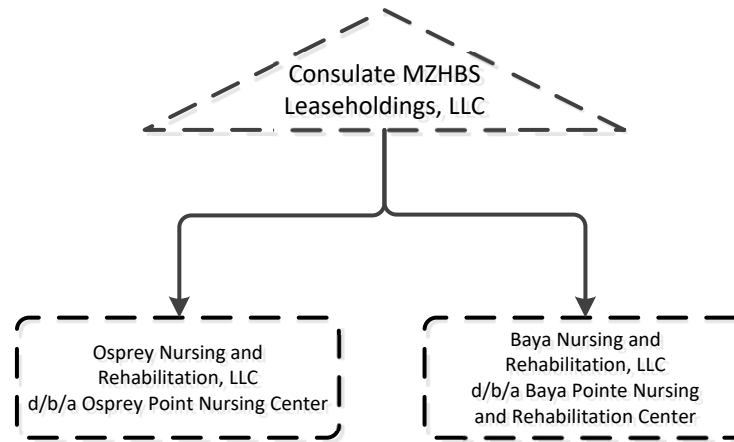 Consulate MZHBS
Leaseholdings, LLC
Osprey Nursing and
Rehabilitation, LLC
d/b/a Osprey Point Nursing Center
Baya Nursing and
Rehabilitation, LLC
d/b/a Baya Pointe Nursing
and Rehabilitation Center